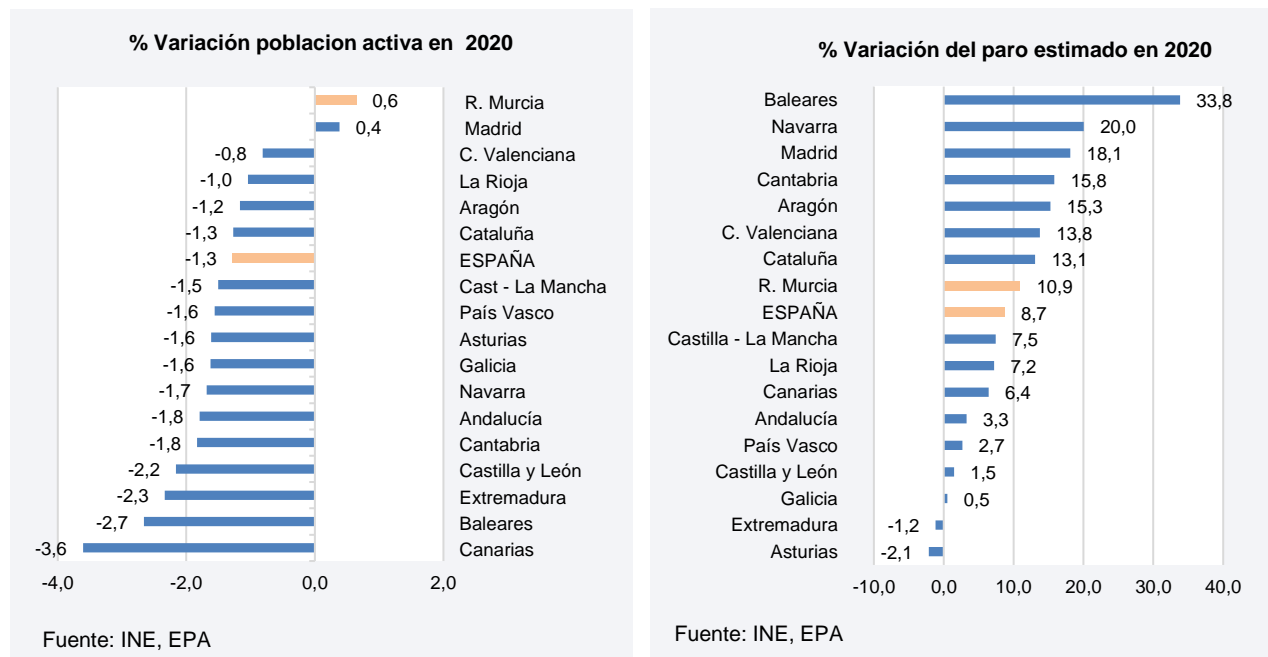 % Variación poblacion activa en  2020
0,6 R. Murcia
0,4 Madrid
-0,8 C. Valenciana
-1,0 La Rioja
-1,2 Aragón
-1,3 Cataluña
-1,3 ESPAÑA
-1,5 Cast - La Mancha
-1,6 País Vasco
-1,6 Asturias
-1,6 Galicia
-1,7 Navarra
-1,8 Andalucía
-1,8 Cantabria
-2,2 Castilla y León
-2,3 Extremadura
-2,7 Baleares
-3,6 Canarias
-4,0 -2,0 0,0 2,0
Fuente: INE, EPA
% Variación del paro estimado en 2020
Baleares 33,8
Navarra 20,0
Madrid 18,1
Cantabria 15,8
Aragón 15,3
C. Valenciana 13,8
Cataluña 13,1
R. Murcia 10,9
ESPAÑA 8,7
Castilla - La Mancha 7,5
La Rioja 7,2
Canarias 6,4
Andalucía 3,3
País Vasco 2,7
Castilla y León 1,5
Galicia 0,5
Extremadura -1,2
Asturias -2,1
-10,0 0,0 10,0 20,0 30,0 40,0
Fuente: INE, EPA